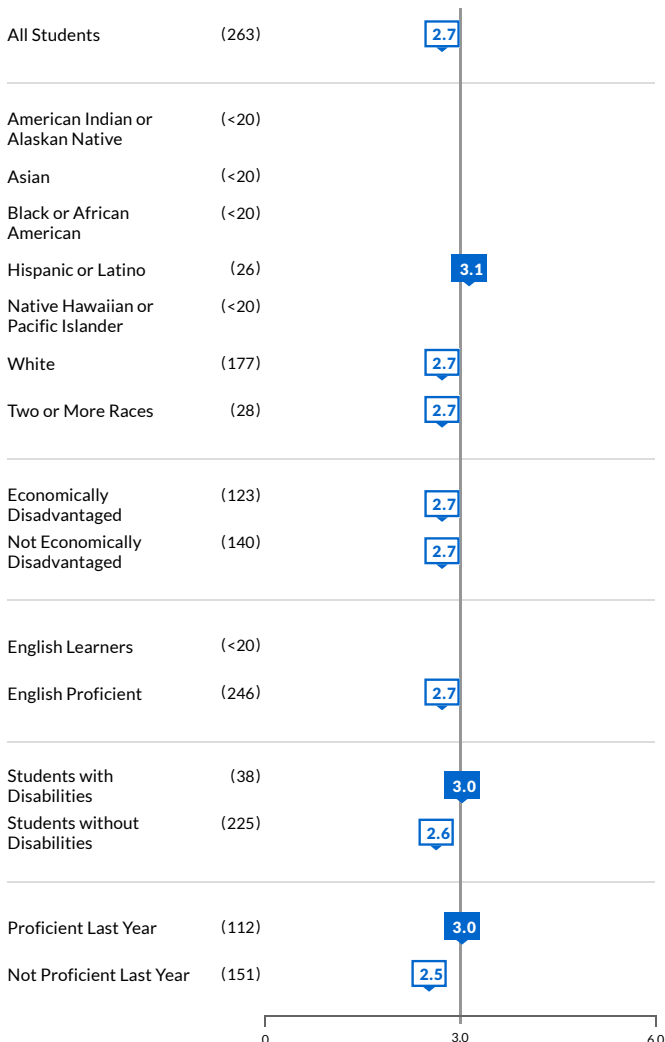 All Students (263) 2.7
American Indian or (<20)
Alaskan Native
Asian (<20)
Black or African (<20)
American
Hispanic or Latino (26) 3.1
Native Hawaiian or (<20)
Pacific Islander
White (177) 2.7
Two or More Races (28) 2.7
Economically (123) 2.7
Disadvantaged
Not Economically (140) 2.7
Disadvantaged
English Learners (<20)
English Proficient (246) 2.7
Students with (38) 3.0
Disabilities
Students without (225) 2.6
Disabilities
Proficient Last Year (112) 3.0
Not Proficient Last Year (151) 2.5
0 3.0 6.0